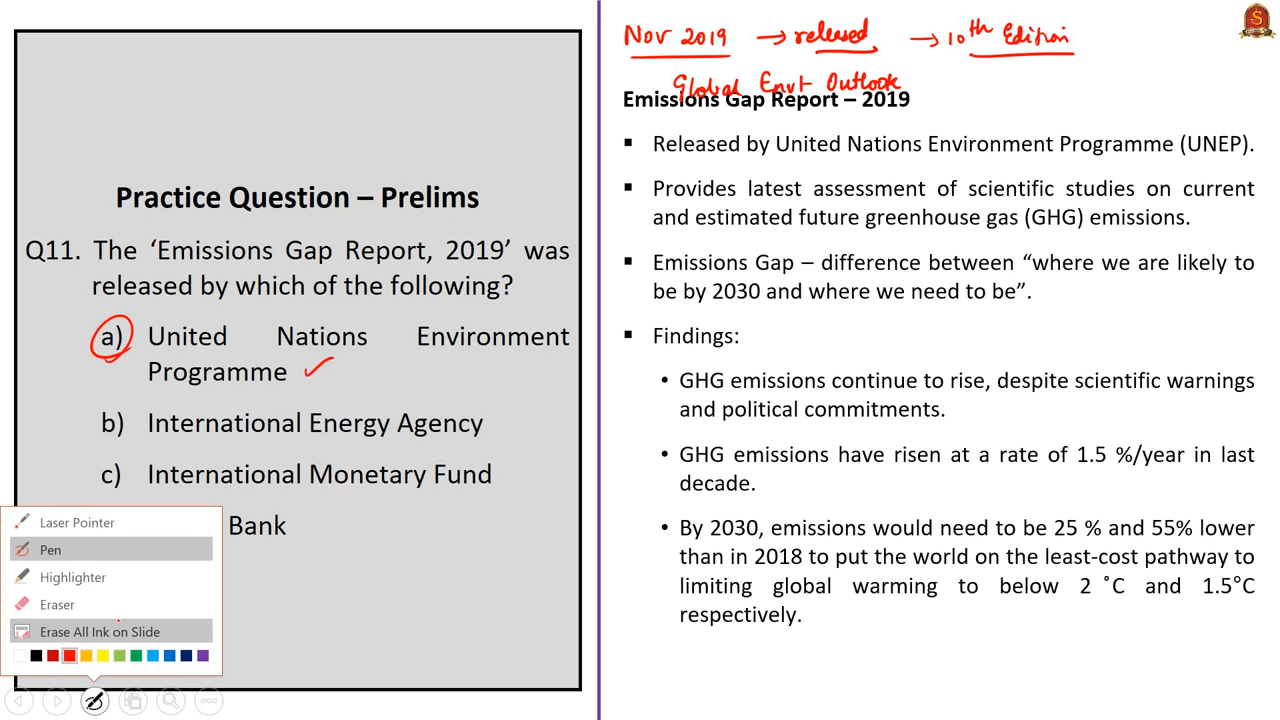 Practice Question – Prelims
Q11. The ‘Emissions Gap Report, 2019’ was
released by which of the following?
a) United Nations Environment
Programme
b) International Energy Agency
c) International Monetary Fund
Bank
Laser Pointer
Pen
Highlighter
Eraser
Erase All Ink on Slide
Nov 2019 → released → 10th Edition
Global Envt Outlook
Emissions Gap Report – 2019
▪ Released by United Nations Environment Programme (UNEP).
▪ Provides latest assessment of scientific studies on current
and estimated future greenhouse gas (GHG) emissions.
▪ Emissions Gap – difference between “where we are likely to
be by 2030 and where we need to be”.
▪ Findings:
• GHG emissions continue to rise, despite scientific warnings
and political commitments.
• GHG emissions have risen at a rate of 1.5 %/year in last
decade.
• By 2030, emissions would need to be 25 % and 55% lower
than in 2018 to put the world on the least-cost pathway to
limiting global warming to below 2 ˚C and 1.5°C
respectively.